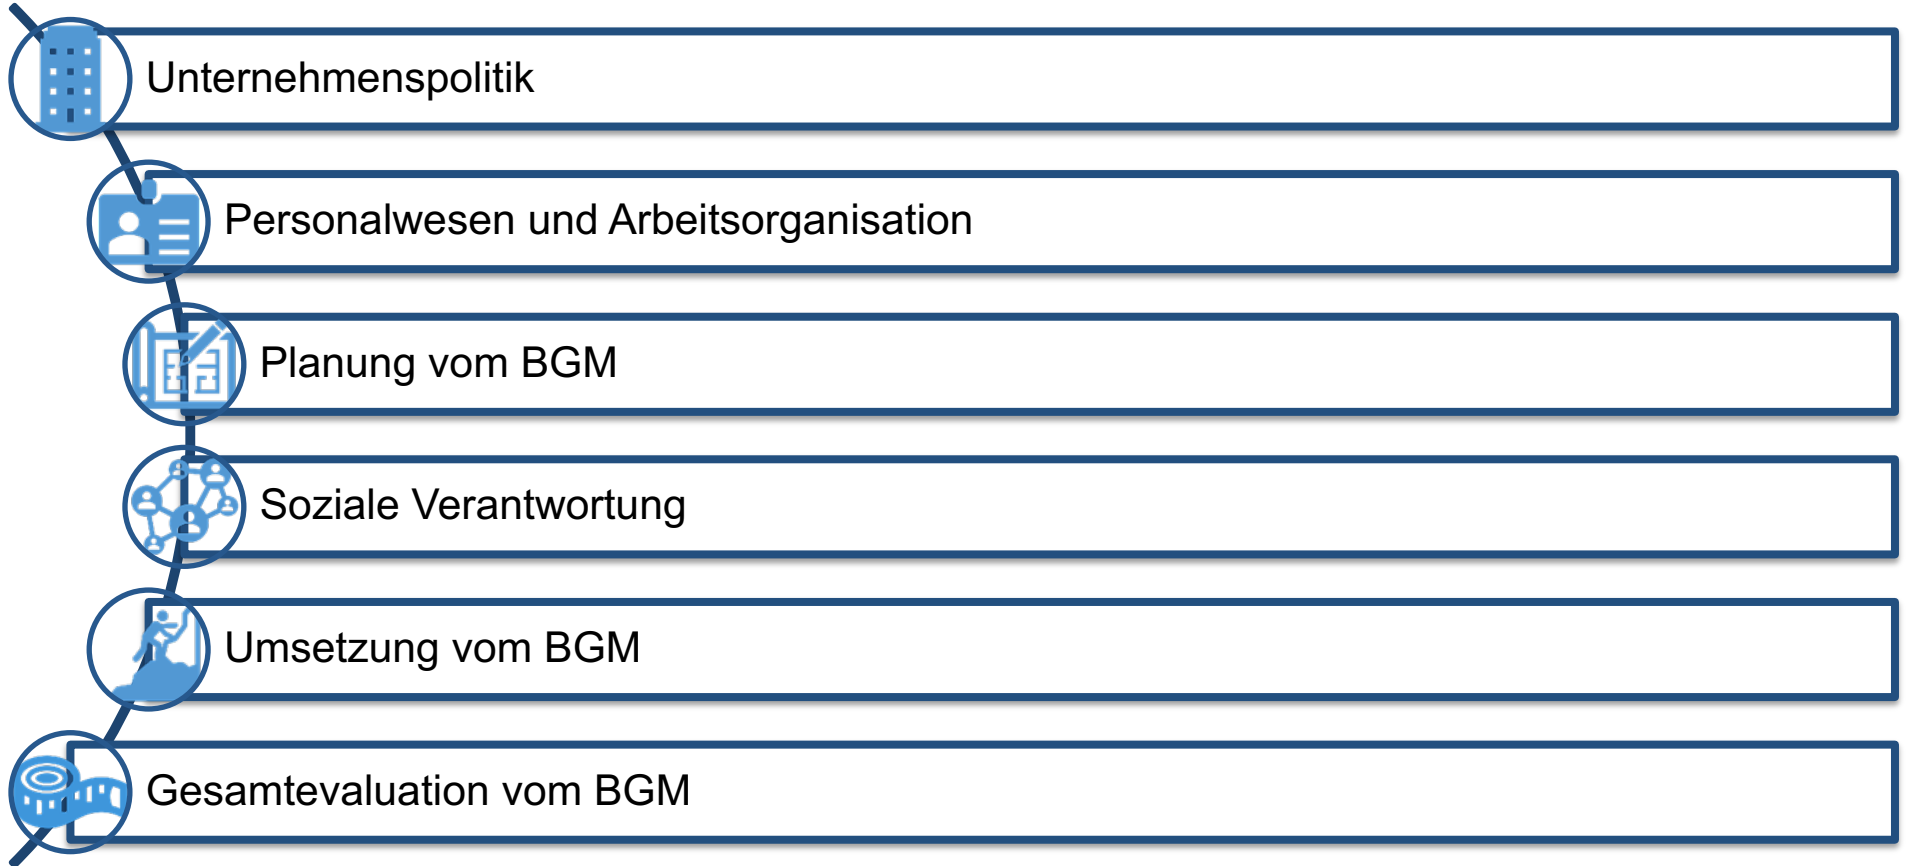 Unternehmenspolitik
Personalwesen und Arbeitsorganisation
Planung vom BGM
Soziale Verantwortung
Umsetzung vom BGM
Gesamtevaluation vom BGM